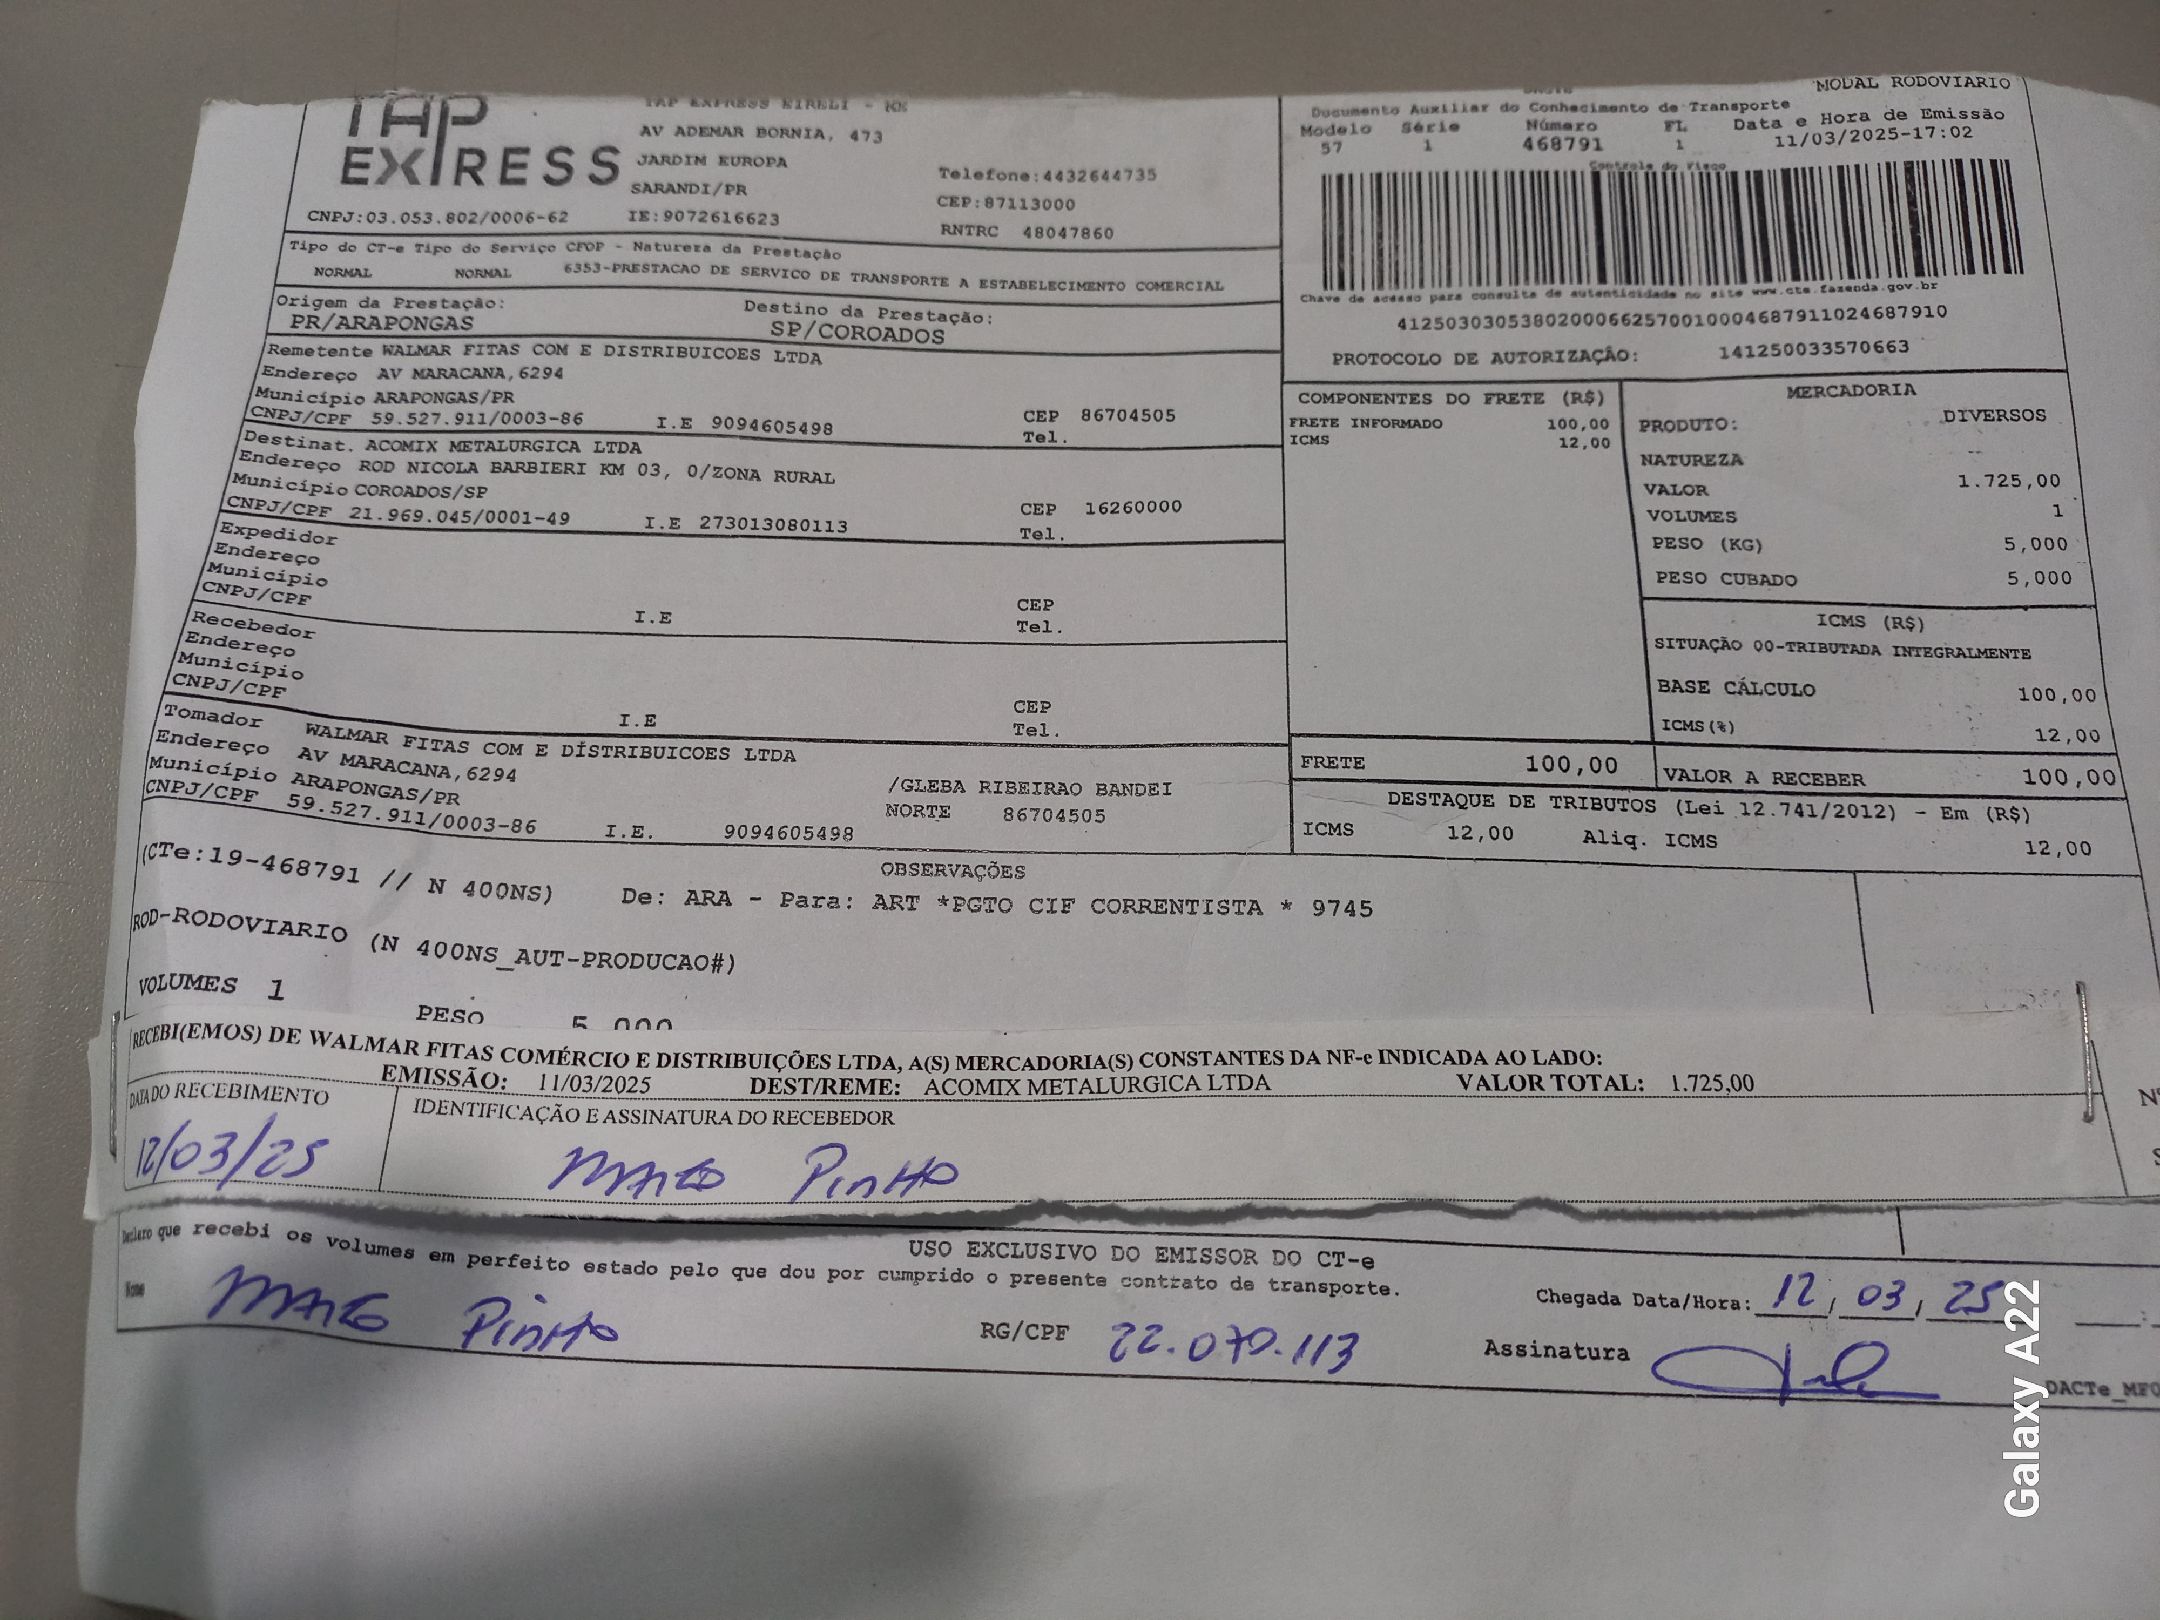 MODAL RODOVIARIO
TAP EXPRESS
TAP EXPRESS EIRELI - NN
AV ADEMAR BORNIA, 473
JARDIM EUROPA
SARANDI/PR
Telefone:4432644735
CEP:87113000
CNPJ:03.053.802/0006-62 IE:9072616623 RNTRC 48047860
Documento Auxiliar do Conhecimento de Transporte
Modelo Série Número FL Data e Hora de Emissão
57 1 468791 1 11/03/2025-17:02
Controle do Fisco
Chave de acesso para consulta de autenticidade no site www.cte.fazenda.gov.br
41250303053802000662570010004687911024687910
PROTOCOLO DE AUTORIZAÇÃO: 141250033570663
Tipo do CT-e Tipo do Serviço CFOP - Natureza da Prestação
NORMAL NORMAL 6353-PRESTACAO DE SERVICO DE TRANSPORTE A ESTABELECIMENTO COMERCIAL
Origem da Prestação: Destino da Prestação:
PR/ARAPONGAS SP/COROADOS
Remetente WALMAR FITAS COM E DISTRIBUICOES LTDA
Endereço AV MARACANA,6294
Município ARAPONGAS/PR CEP 86704505
CNPJ/CPF 59.527.911/0003-86 I.E 9094605498 Tel.
Destinat. ACOMIX METALURGICA LTDA
Endereço ROD NICOLA BARBIERI KM 03, 0/ZONA RURAL
Município COROADOS/SP CEP 16260000
CNPJ/CPF 21.969.045/0001-49 I.E 273013080113 Tel.
Expedidor
Endereço
Município CEP
CNPJ/CPF I.E Tel.
Recebedor
Endereço
Município CEP
CNPJ/CPF I.E Tel.
Tomador WALMAR FITAS COM E DÍSTRIBUICOES LTDA
Endereço AV MARACANA,6294 /GLEBA RIBEIRAO BANDEI
Município ARAPONGAS/PR NORTE 86704505
CNPJ/CPF 59.527.911/0003-86 I.E. 9094605498
COMPONENTES DO FRETE (R$)
FRETE INFORMADO 100,00
ICMS 12,00
MERCADORIA
PRODUTO: DIVERSOS
NATUREZA
VALOR 1.725,00
VOLUMES 1
PESO (KG) 5,000
PESO CUBADO 5,000
ICMS (R$)
SITUAÇÃO 00-TRIBUTADA INTEGRALMENTE
BASE CÁLCULO 100,00
ICMS(%) 12,00
FRETE 100,00 VALOR A RECEBER 100,00
DESTAQUE DE TRIBUTOS (Lei 12.741/2012) - Em (R$)
ICMS 12,00 Aliq. ICMS 12,00
OBSERVAÇÕES
(CTe:19-468791 // N 400NS) De: ARA - Para: ART *PGTO CIF CORRENTISTA * 9745
ROD-RODOVIARIO (N 400NS_AUT-PRODUCAO#)
VOLUMES 1 PESO 5,000
RECEBI(EMOS) DE WALMAR FITAS COMÉRCIO E DISTRIBUIÇÕES LTDA, A(S) MERCADORIA(S) CONSTANTES DA NF-e INDICADA AO LADO:
EMISSÃO: 11/03/2025 DEST/REME: ACOMIX METALURGICA LTDA VALOR TOTAL: 1.725,00
DATA DO RECEBIMENTO IDENTIFICAÇÃO E ASSINATURA DO RECEBEDOR
12/03/25 Pinho
USO EXCLUSIVO DO EMISSOR DO CT-e
Declaro que recebi os volumes em perfeito estado pelo que dou por cumprido o presente contrato de transporte.
Nome Pinho RG/CPF 22.070.113
Chegada Data/Hora: 12/03/25
Assinatura
DACTe_MF0
Galaxy A22